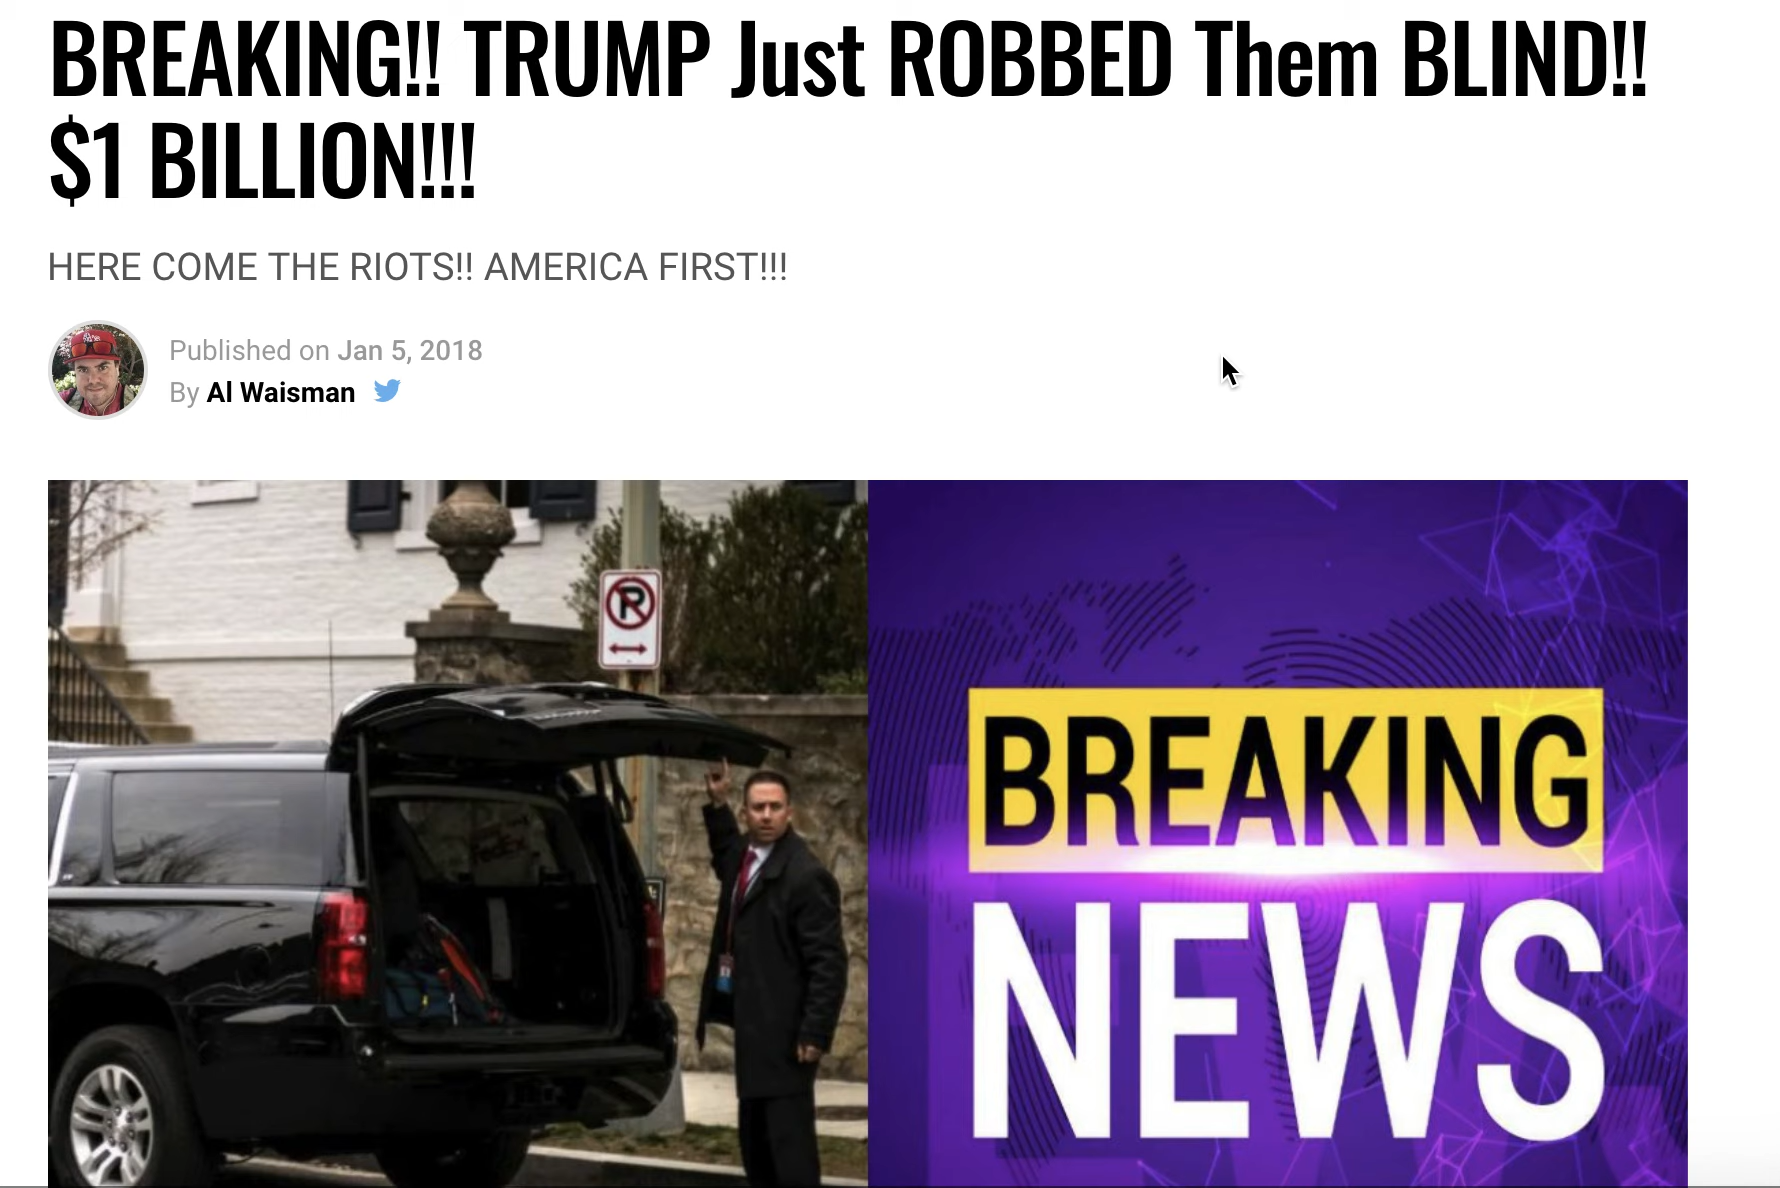 BREAKING!! TRUMP Just ROBBED Them BLIND!!
$1 BILLION!!!
HERE COME THE RIOTS!! AMERICA FIRST!!!
Published on Jan 5, 2018
By Al Waisman
P
FedEx
BREAKING
NEWS